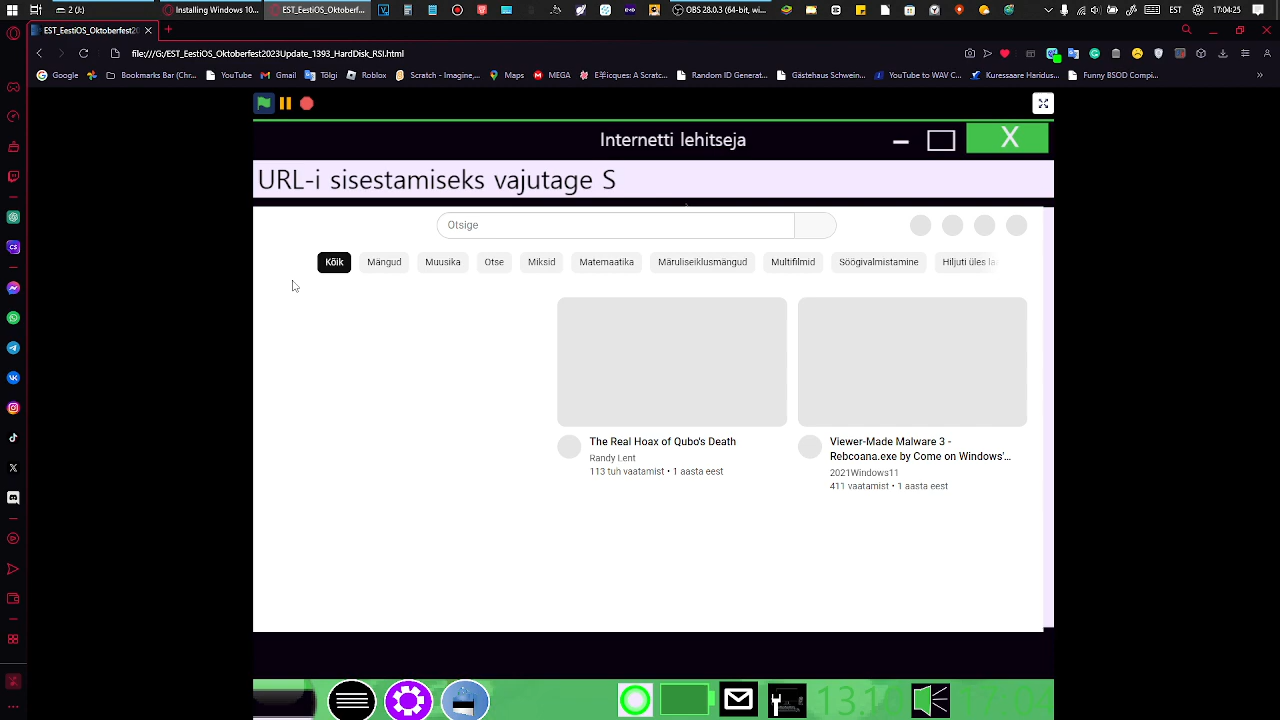 2 (I:)
Installing Windows 10...
EST_EestiOS_Oktoberf...
OBS 28.0.3 (64-bit, wi...
EST
17:04:25
EST_EestiOS_Oktoberfest20
file:///G:/EST_EestiOS_Oktoberfest2023Update_1393_HardDisk_RSI.html
Google
Bookmarks Bar (Chr...
YouTube
Gmail
Tõlgi
Roblox
Scratch - Imagine,...
Maps
MEGA
Random ID Generat...
Gästehaus Schwein...
YouTube to WAV C...
Kuressaare Haridus...
Funny BSOD Compi...
Internetti lehitseja
X
URL-i sisestamiseks vajutage S
Otsige
Kõik
Mängud
Muusika
Otse
Miksid
Matemaatika
Märuliseiklusmängud
Multifilmid
Söögivalmistamine
Hiljuti üles la
The Real Hoax of Qubo's Death
Randy Lent
113 tuh vaatamist • 1 aasta eest
Viewer-Made Malware 3 -
Rebcoana.exe by Come on Windows'...
2021Windows11
411 vaatamist • 1 aasta eest